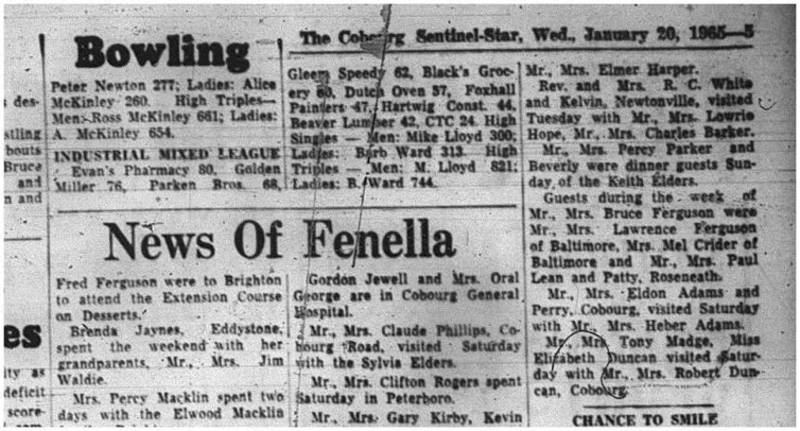 The Cobourg Sentinel-Star, Wed., January 20, 1965—5
des-
stling
bouts
Bruce
and
n and
es
ity as
deficit
score-
Bowling
Peter Newton 277; Ladies: Alice
McKinley 260. High Triples—
Men: Ross McKinley 661; Ladies:
A. McKinley 654.
INDUSTRIAL MIXED LEAGUE
Evan's Pharmacy 80, Golden
Miller 76, Parken Bros. 68,
Gleem Speedy 62, Black's Groc-
ery 60, Dutch Oven 57, Foxhall
Painters 47, Hartwig Const. 44,
Beaver Lumber 42, CTC 24. High
Singles — Men: Mike Lloyd 300;
Ladies: Barb Ward 313. High
Triples — Men: M. Lloyd 821;
Ladies: B. Ward 744.
News Of Fenella
Fred Ferguson were to Brighton
to attend the Extension Course
on Desserts.
Brenda Jaynes, Eddystone,
spent the weekend with her
grandparents, Mr., Mrs. Jim
Waldie.
Mrs. Percy Macklin spent two
days with the Elwood Macklin
Gordon Jewell and Mrs. Oral
George are in Cobourg General
Hospital.
Mr., Mrs. Claude Phillips, Co-
bourg Road, visited Saturday
with the Sylvia Elders.
Mr., Mrs. Clifton Rogers spent
Saturday in Peterboro.
Mr., Mrs. Gary Kirby, Kevin
Mr., Mrs. Elmer Harper.
Rev. and Mrs. R. C. White
and Kelvin, Newtonville, visited
Tuesday with Mr., Mrs. Lowrie
Hope, Mr., Mrs. Charles Barker.
Mr., Mrs. Percy Parker and
Beverly were dinner guests Sun-
day of the Keith Elders.
Guests during the week of
Mr., Mrs. Bruce Ferguson were
Mr., Mrs. Lawrence Ferguson
of Baltimore, Mrs. Mel Crider of
Baltimore and Mr., Mrs. Paul
Lean and Patty, Roseneath.
Mr., Mrs. Eldon Adams and
Perry, Cobourg, visited Saturday
with Mr., Mrs. Heber Adams.
Mr., Mrs. Tony Madge, Miss
Elizabeth Duncan visited Satur-
day with Mr., Mrs. Robert Dun-
can, Cobourg.
CHANCE TO SMILE